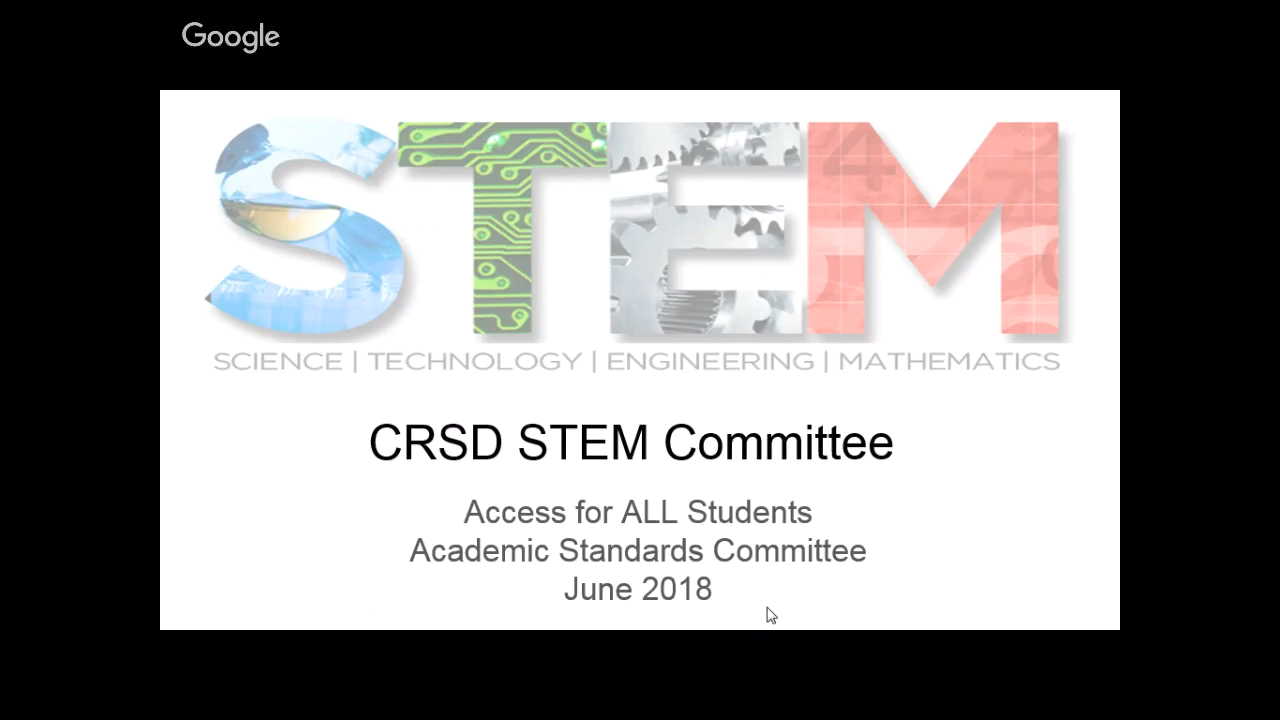 Google
STEM
SCIENCE | TECHNOLOGY | ENGINEERING | MATHEMATICS
CRSD STEM Committee
Access for ALL Students
Academic Standards Committee
June 2018